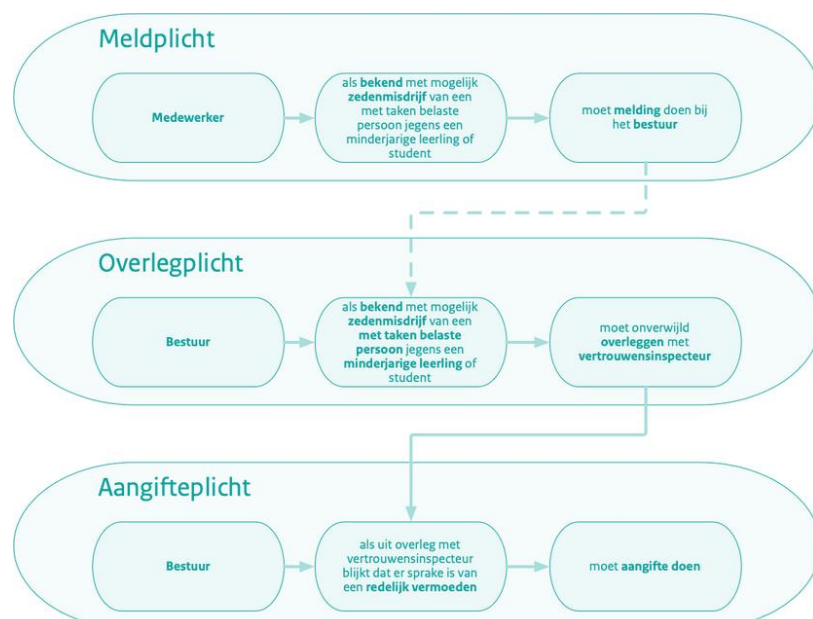 Meldplicht
Medewerker
als bekend met mogelijk
zedenmisdrijf van een
met taken belaste
persoon jegens een
minderjarige leerling of
student
moet melding doen bij
het bestuur
Overlegplicht
Bestuur
als bekend met mogelijk
zedenmisdrijf van een
met taken belaste
persoon jegens een
minderjarige leerling of
student
moet onverwijld
overleggen met
vertrouwensinspecteur
Aangifteplicht
Bestuur
als uit overleg met
vertrouwensinspecteur
blijkt dat er sprake is van
een redelijk vermoeden
moet aangifte doen